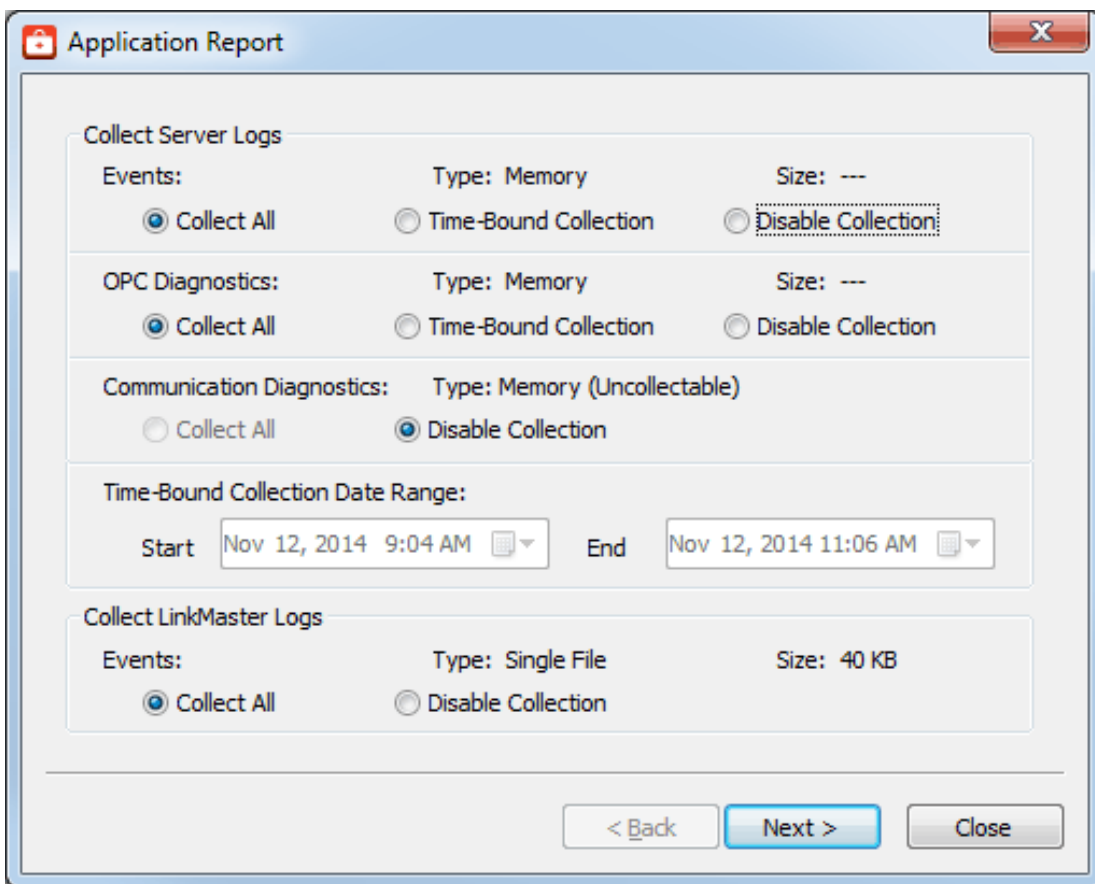 Application Report
Collect Server Logs
Events: Type: Memory Size: ---
Collect All Time-Bound Collection Disable Collection
OPC Diagnostics: Type: Memory Size: ---
Collect All Time-Bound Collection Disable Collection
Communication Diagnostics: Type: Memory (Uncollectable)
Collect All Disable Collection
Time-Bound Collection Date Range:
Start Nov 12, 2014 9:04 AM End Nov 12, 2014 11:06 AM
Collect LinkMaster Logs
Events: Type: Single File Size: 40 KB
Collect All Disable Collection
< Back Next > Close